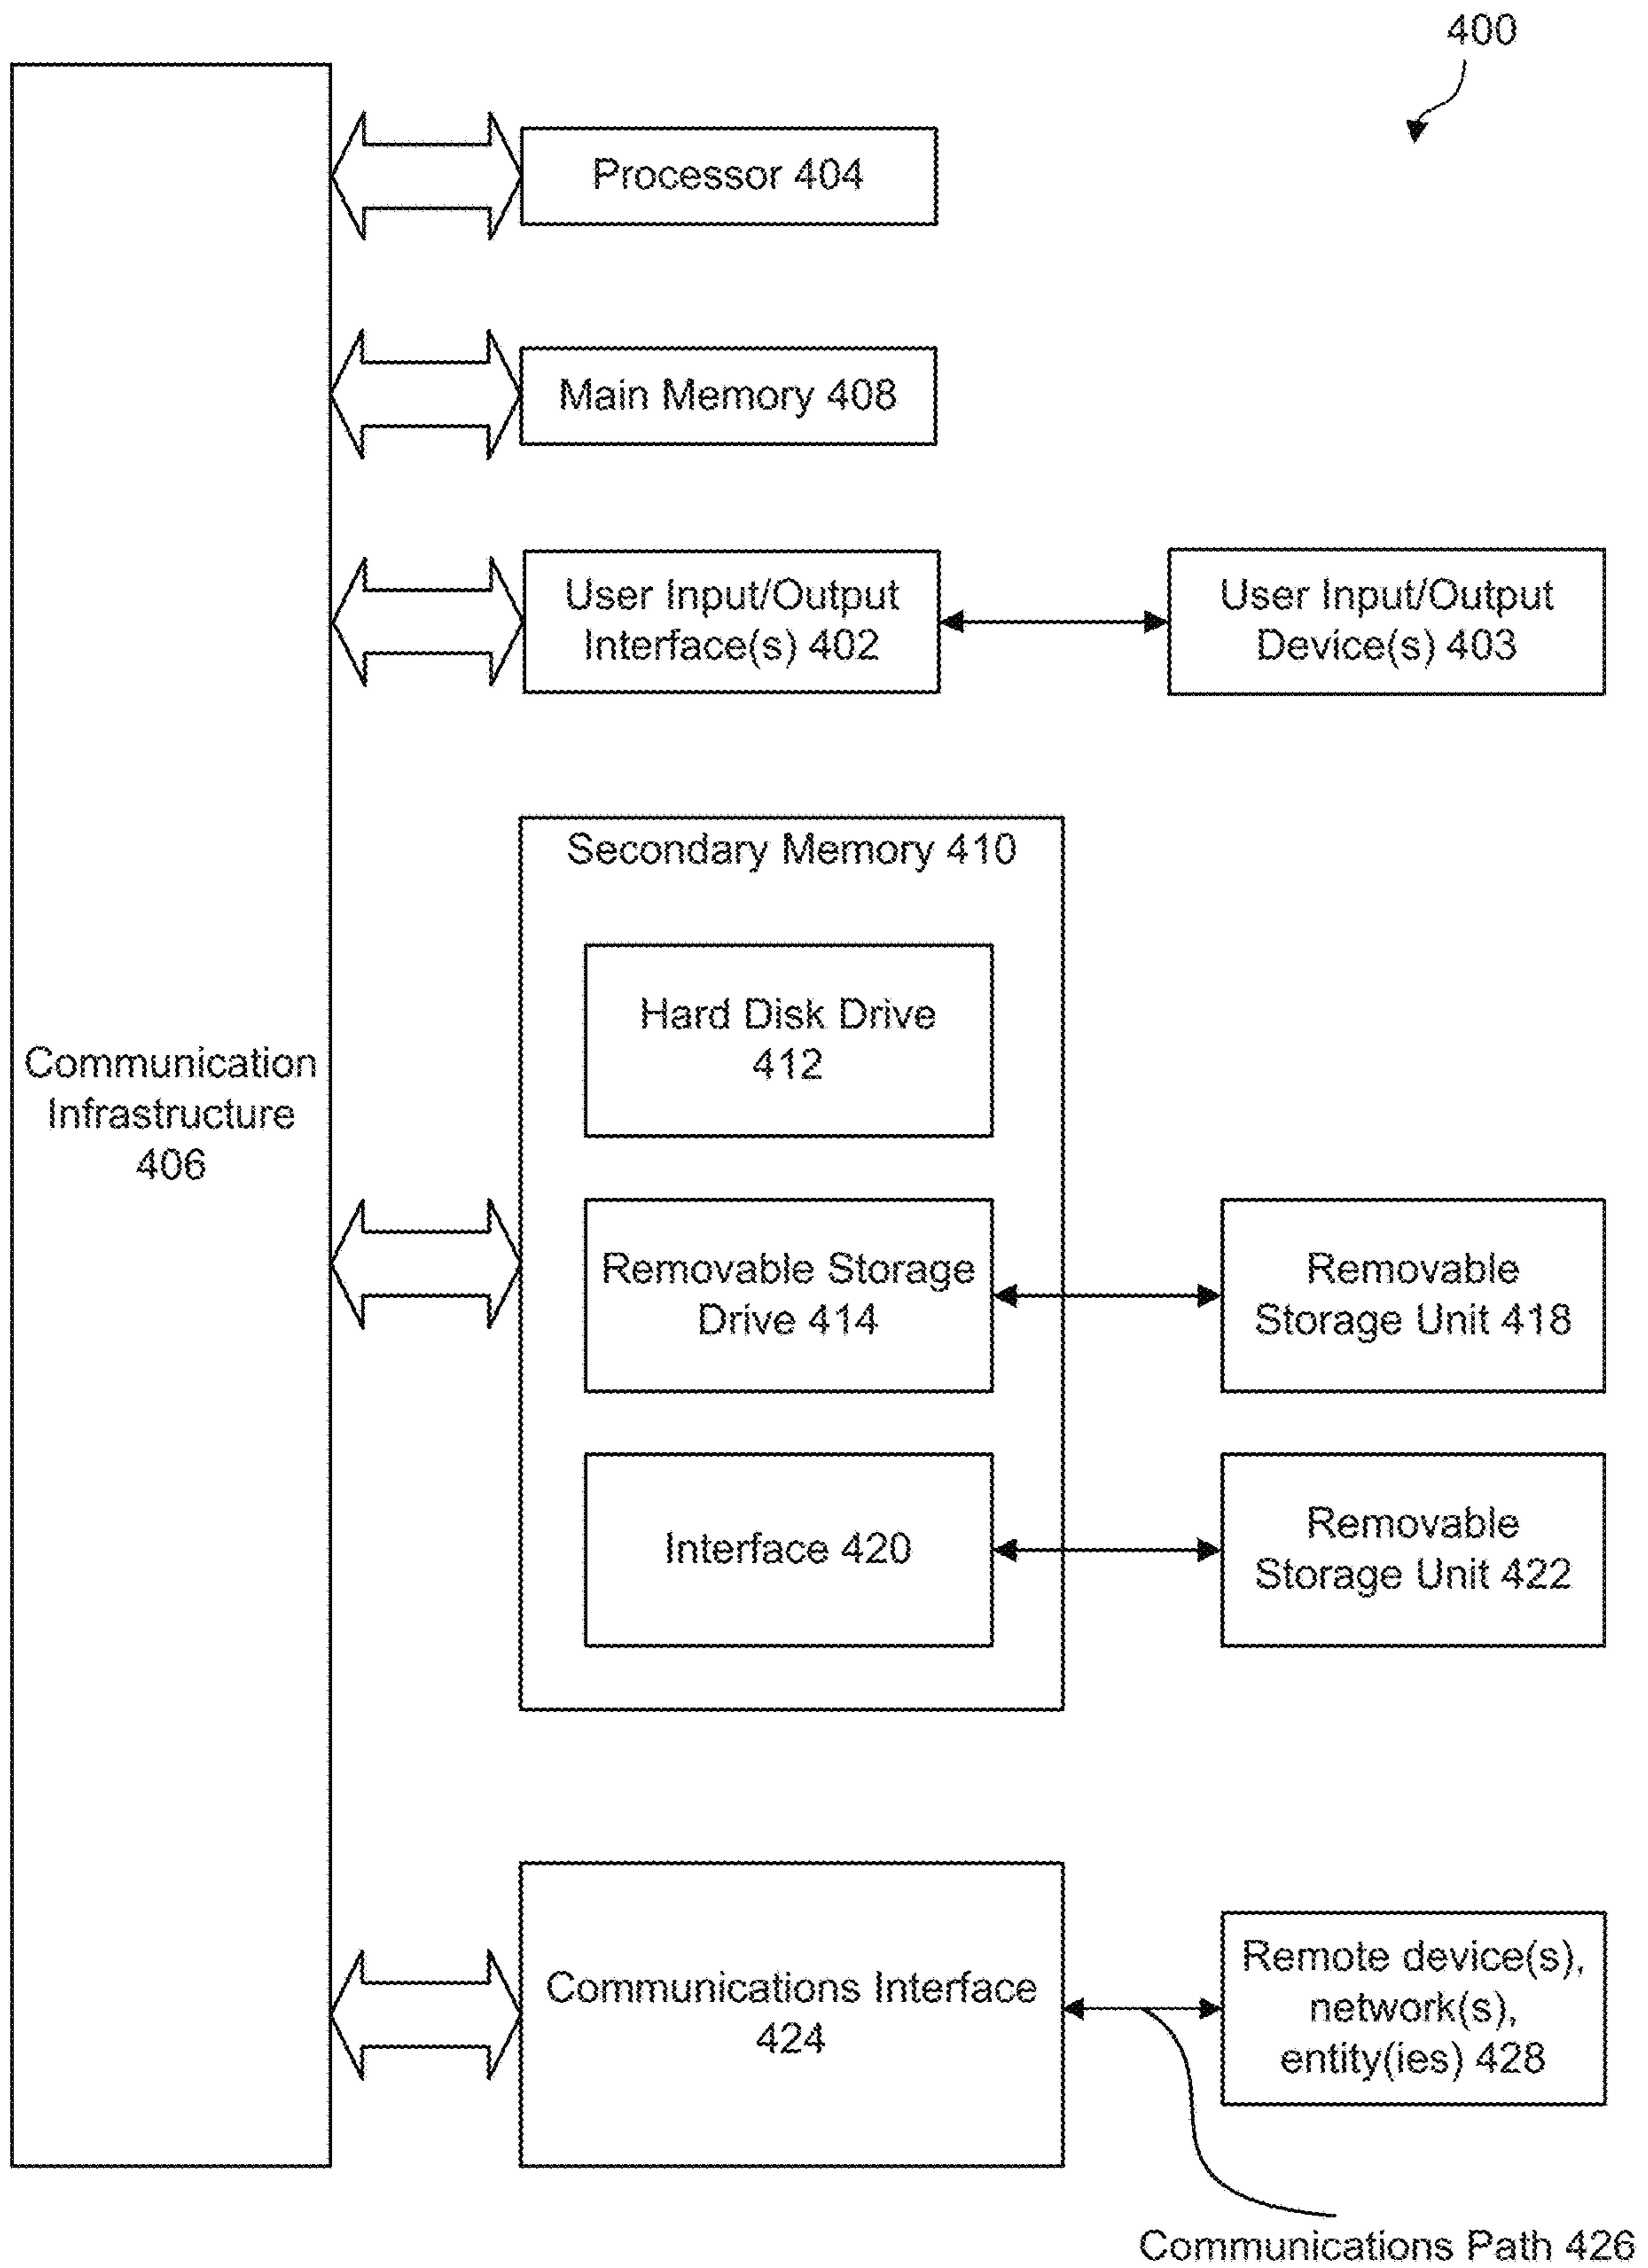 400
Processor 404
Main Memory 408
User Input/Output
Interface(s) 402
User Input/Output
Device(s) 403
Secondary Memory 410
Hard Disk Drive
412
Communication
Infrastructure
406
Removable Storage
Drive 414
Removable
Storage Unit 418
Interface 420
Removable
Storage Unit 422
Communications Interface
424
Remote device(s),
network(s),
entity(ies) 428
Communications Path 426